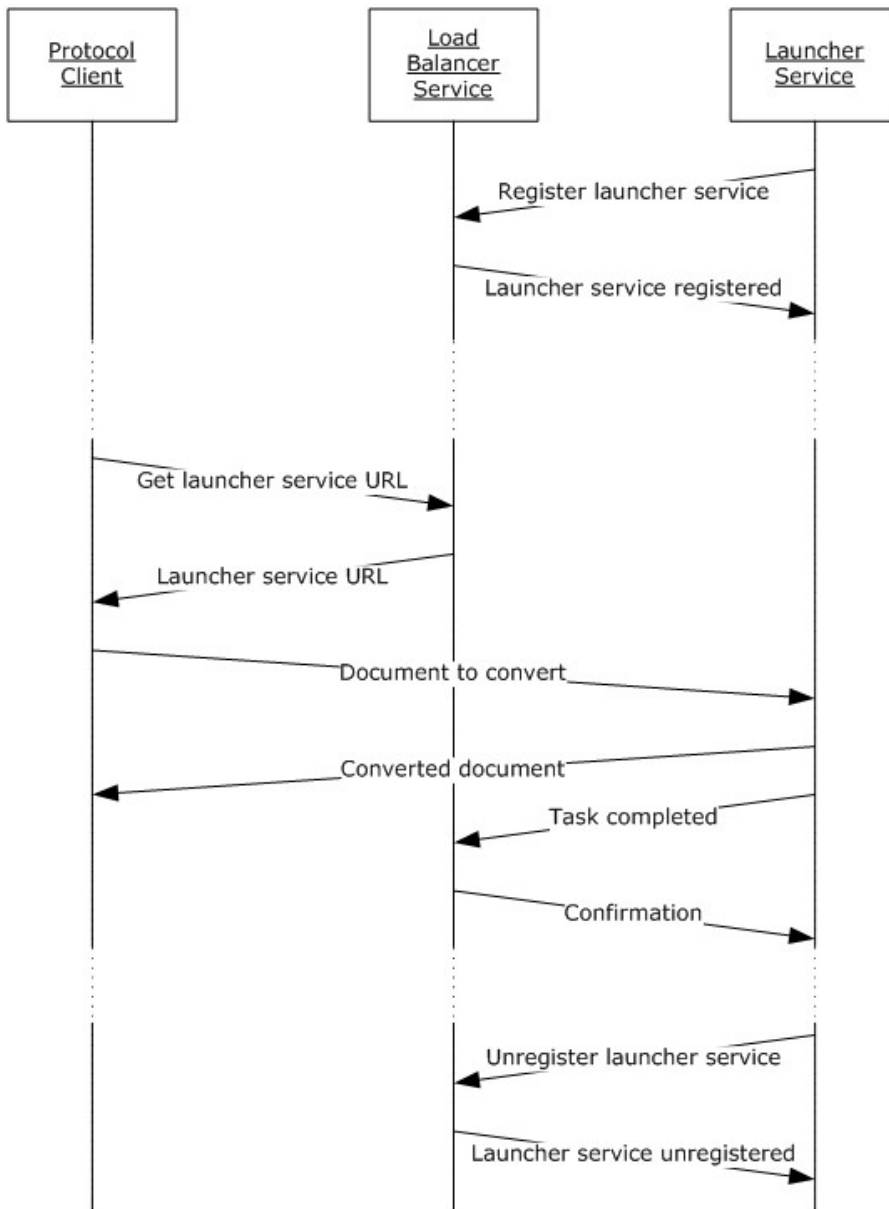 Protocol
Client
Load
Balancer
Service
Launcher
Service
Register launcher service
Launcher service registered
Get launcher service URL
Launcher service URL
Document to convert
Converted document
Task completed
Confirmation
Unregister launcher service
Launcher service unregistered